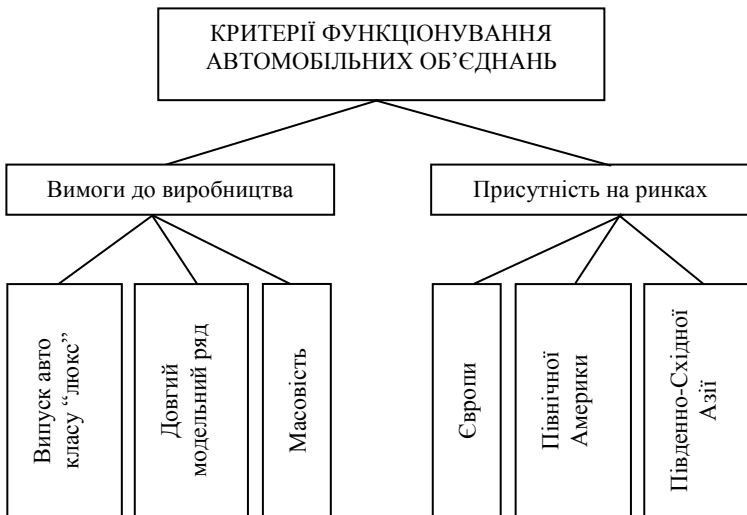 КРИТЕРІЇ ФУНКЦІОНУВАННЯ
АВТОМОБІЛЬНИХ ОБ’ЄДНАНЬ
Вимоги до виробництва
Присутність на ринках
Випуск авто
класу “люкс”
Довгий
модельний ряд
Масовість
Європи
Північної
Америки
Південно-Східної
Азії